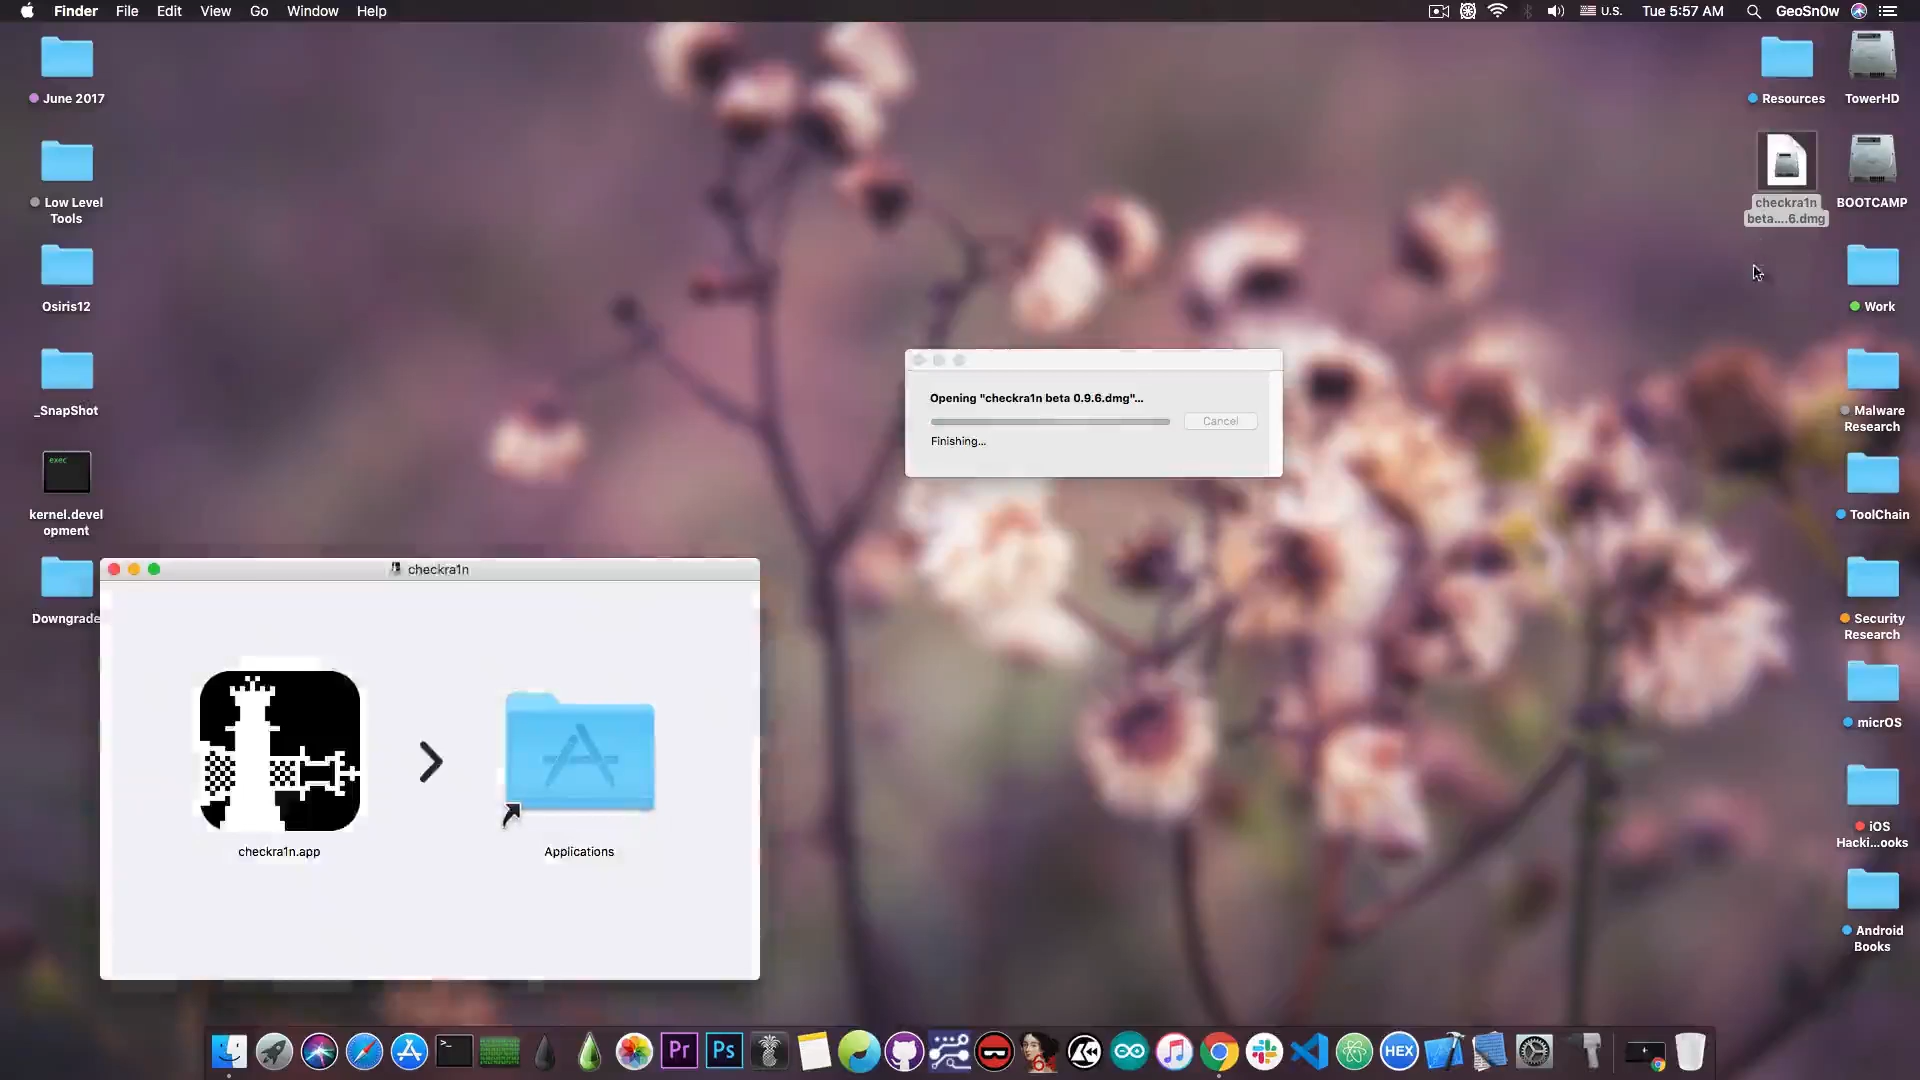 Finder File Edit View Go Window Help
U.S. Tue 5:57 AM GeoSn0w
June 2017
Low Level
Tools
Osiris12
_SnapShot
exec
kernel.devel
opment
Downgrade
Resources
TowerHD
checkra1n
beta....6.dmg
BOOTCAMP
Work
Malware
Research
ToolChain
Security
Research
micrOS
iOS
Hacki...ooks
Android
Books
Opening "checkra1n beta 0.9.6.dmg"...
Cancel
Finishing...
checkra1n
checkra1n.app
Applications
Pr
Ps
HEX